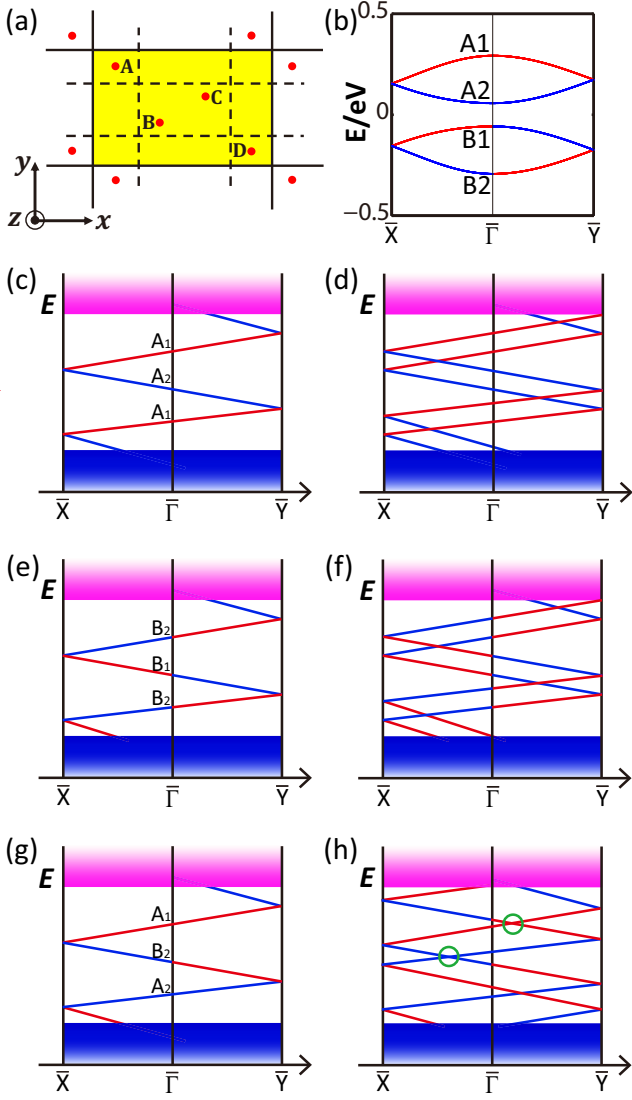 (a)
A
C
B
D
y
z
x
(b)
0.5
A1
A2
E/eV
0
B1
B2
−0.5
X̅ Γ̅ Y̅
(c)
E
A₁
A₂
A₁
X̅ Γ̅ Y̅
(d)
X̅ Γ̅ Y̅
(e)
E
B₂
B₁
B₂
X̅ Γ̅ Y̅
(f)
X̅ Γ̅ Y̅
(g)
E
A₁
B₂
A₂
X̅ Γ̅ Y̅
(h)
E
X̅ Γ̅ Y̅